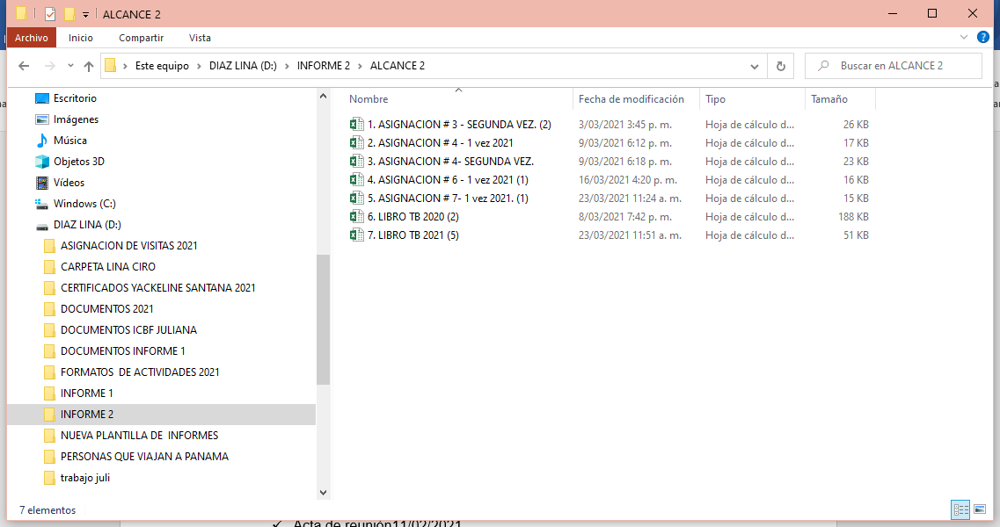 ALCANCE 2
Archivo Inicio Compartir Vista
Este equipo DIAZ LINA (D:) INFORME 2 ALCANCE 2
Buscar en ALCANCE 2
Escritorio
Imágenes
Música
Objetos 3D
Vídeos
Windows (C:)
DIAZ LINA (D:)
ASIGNACION DE VISITAS 2021
CARPETA LINA CIRO
CERTIFICADOS YACKELINE SANTANA 2021
DOCUMENTOS 2021
DOCUMENTOS ICBF JULIANA
DOCUMENTOS INFORME 1
FORMATOS DE ACTIVIDADES 2021
INFORME 1
INFORME 2
NUEVA PLANTILLA DE INFORMES
PERSONAS QUE VIAJAN A PANAMA
trabajo juli
Nombre Fecha de modificación Tipo Tamaño
1. ASIGNACION # 3 - SEGUNDA VEZ. (2) 3/03/2021 3:45 p. m. Hoja de cálculo d... 26 KB
2. ASIGNACION # 4 - 1 vez 2021 9/03/2021 6:12 p. m. Hoja de cálculo d... 17 KB
3. ASIGNACION # 4- SEGUNDA VEZ. 9/03/2021 6:18 p. m. Hoja de cálculo d... 23 KB
4. ASIGNACION # 6 - 1 vez 2021 (1) 16/03/2021 4:20 p. m. Hoja de cálculo d... 16 KB
5. ASIGNACION # 7- 1 vez 2021. (1) 23/03/2021 11:24 a. m. Hoja de cálculo d... 15 KB
6. LIBRO TB 2020 (2) 8/03/2021 7:42 p. m. Hoja de cálculo d... 188 KB
7. LIBRO TB 2021 (5) 23/03/2021 11:51 a. m. Hoja de cálculo d... 51 KB
7 elementos
Acta de reunión11/02/2021